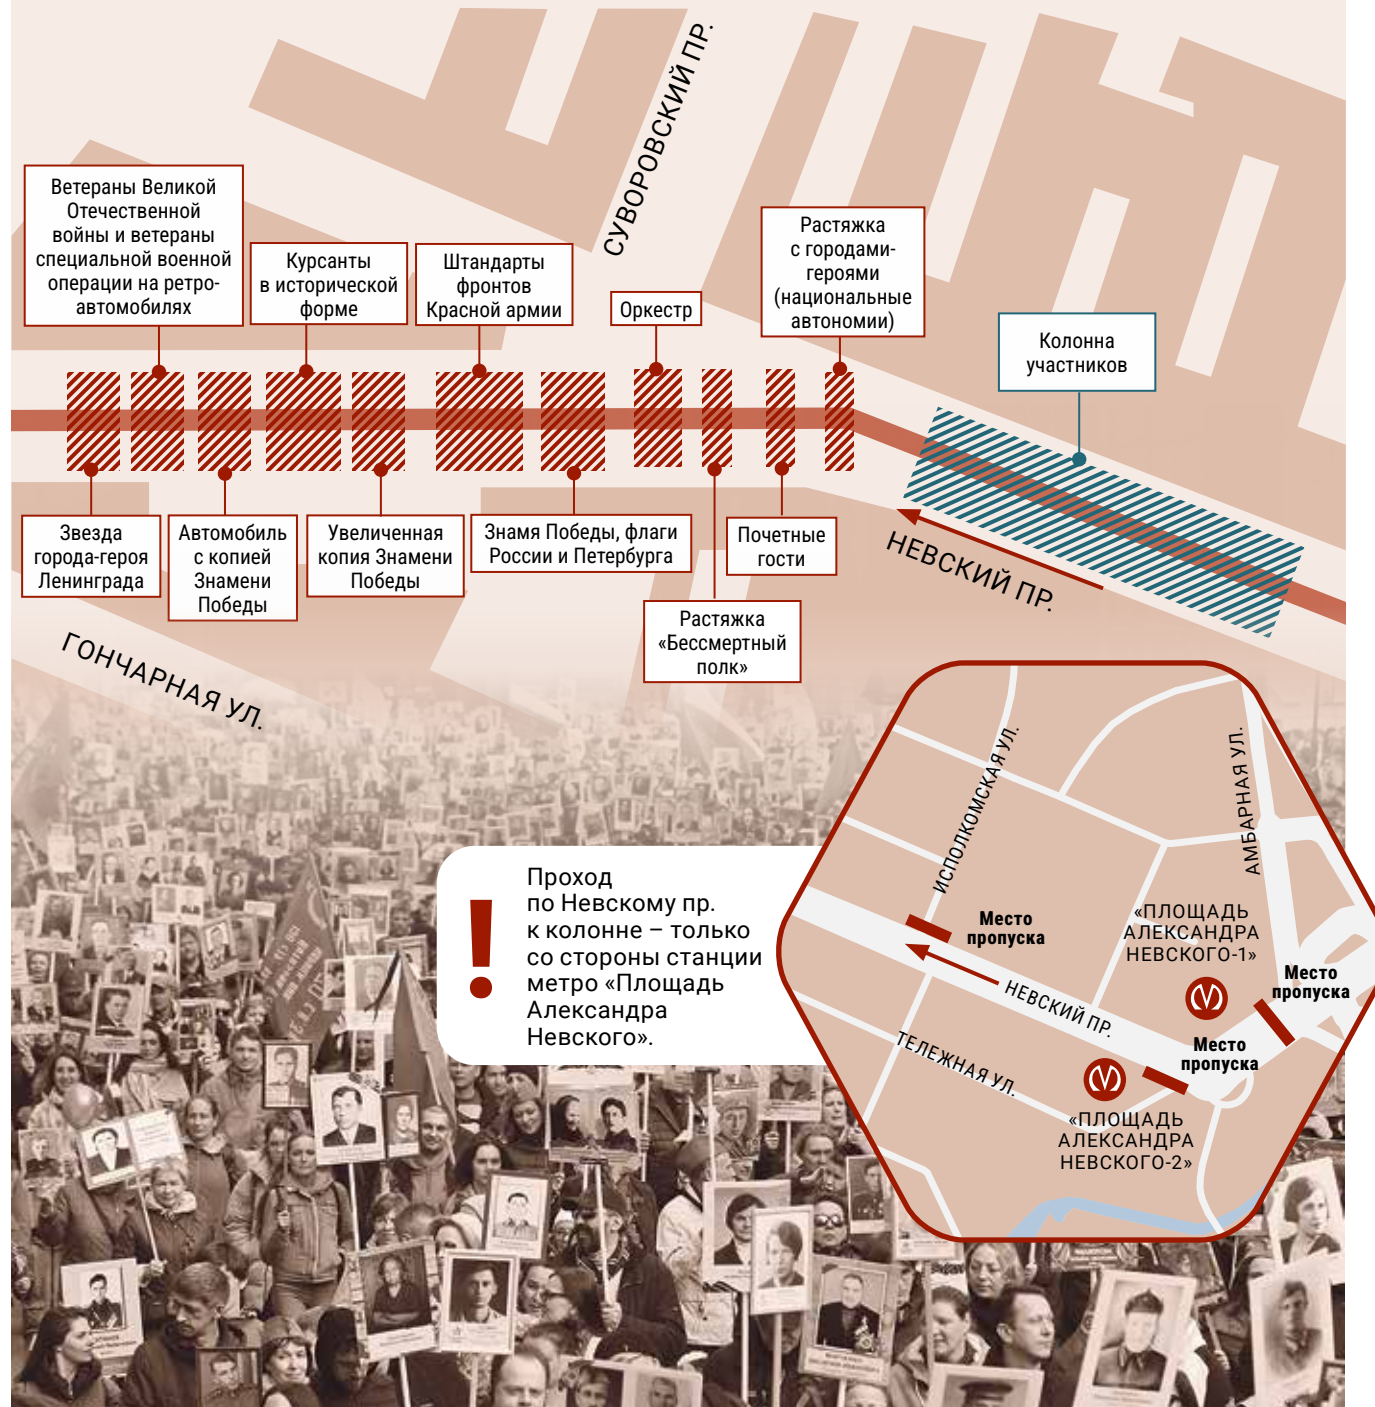 СУВОРОВСКИЙ ПР.
Ветераны Великой
Отечественной
войны и ветераны
специальной военной
операции на ретро-
автомобилях
Курсанты
в исторической
форме
Штандарты
фронтов
Красной армии
Оркестр
Растяжка
с городами-
героями
(национальные
автономии)
Колонна
участников
Звезда
города-героя
Ленинграда
Автомобиль
с копией
Знамени
Победы
Увеличенная
копия Знамени
Победы
Знамя Победы, флаги
России и Петербурга
Растяжка
«Бессмертный
полк»
Почетные
гости
НЕВСКИЙ ПР.
ГОНЧАРНАЯ УЛ.
!
Проход
по Невскому пр.
к колонне – только
со стороны станции
метро «Площадь
Александра
Невского».
ИСПОЛКОМСКАЯ УЛ.
АМБАРНАЯ УЛ.
Место
пропуска
«ПЛОЩАДЬ
АЛЕКСАНДРА
НЕВСКОГО-1»
Место
пропуска
НЕВСКИЙ ПР.
ТЕЛЕЖНАЯ УЛ.
Место
пропуска
«ПЛОЩАДЬ
АЛЕКСАНДРА
НЕВСКОГО-2»